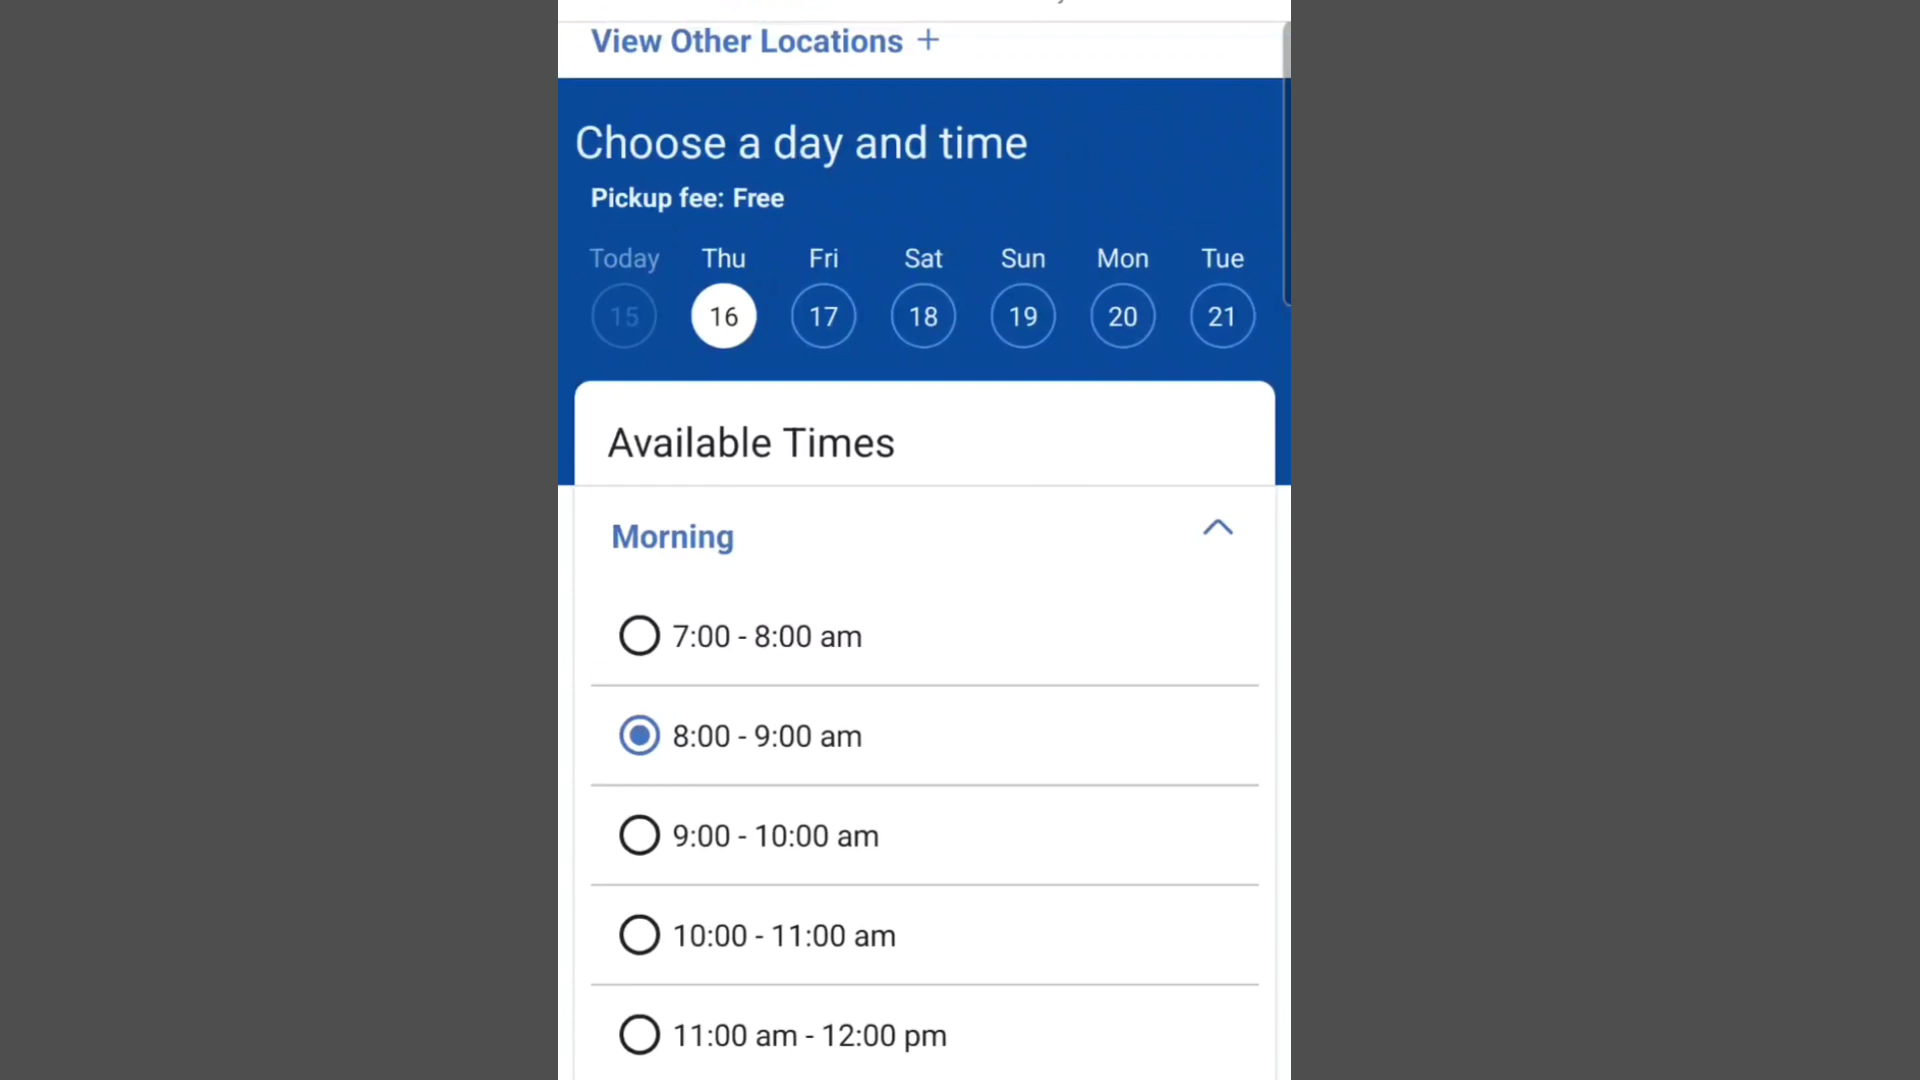 View Other Locations +
Choose a day and time
Pickup fee: Free
Today Thu Fri Sat Sun Mon Tue
15 16 17 18 19 20 21
Available Times
Morning
7:00 - 8:00 am
8:00 - 9:00 am
9:00 - 10:00 am
10:00 - 11:00 am
11:00 am - 12:00 pm